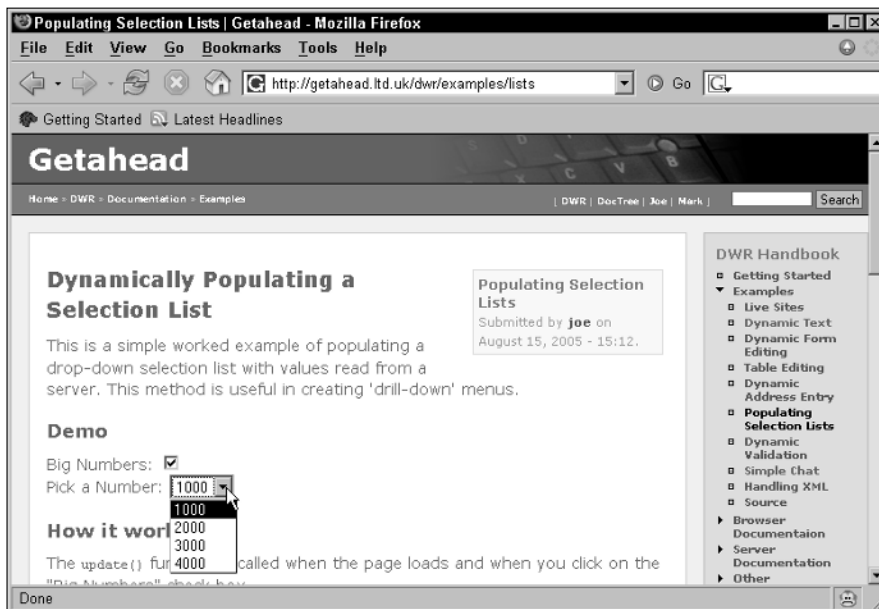 Populating Selection Lists | Getahead - Mozilla Firefox
File Edit View Go Bookmarks Tools Help
http://getahead.ltd.uk/dwr/examples/lists Go
Getting Started Latest Headlines
Getahead
Home » DWR » Documentation » Examples
| DWR | DocTree | Joe | Mark | Search
Dynamically Populating a
Selection List
This is a simple worked example of populating a
drop-down selection list with values read from a
server. This method is useful in creating 'drill-down' menus.
Populating Selection
Lists
Submitted by joe on
August 15, 2005 - 15:12.
Demo
Big Numbers:
Pick a Number: 1000
1000
2000
3000
4000
How it wor
The update() fu called when the page loads and when you click on the
"Big Numbers" check box
DWR Handbook
Getting Started
Examples
Live Sites
Dynamic Text
Dynamic Form
Editing
Table Editing
Dynamic
Address Entry
Populating
Selection Lists
Dynamic
Validation
Simple Chat
Handling XML
Source
Browser
Documentaion
Server
Documentation
Other
Done